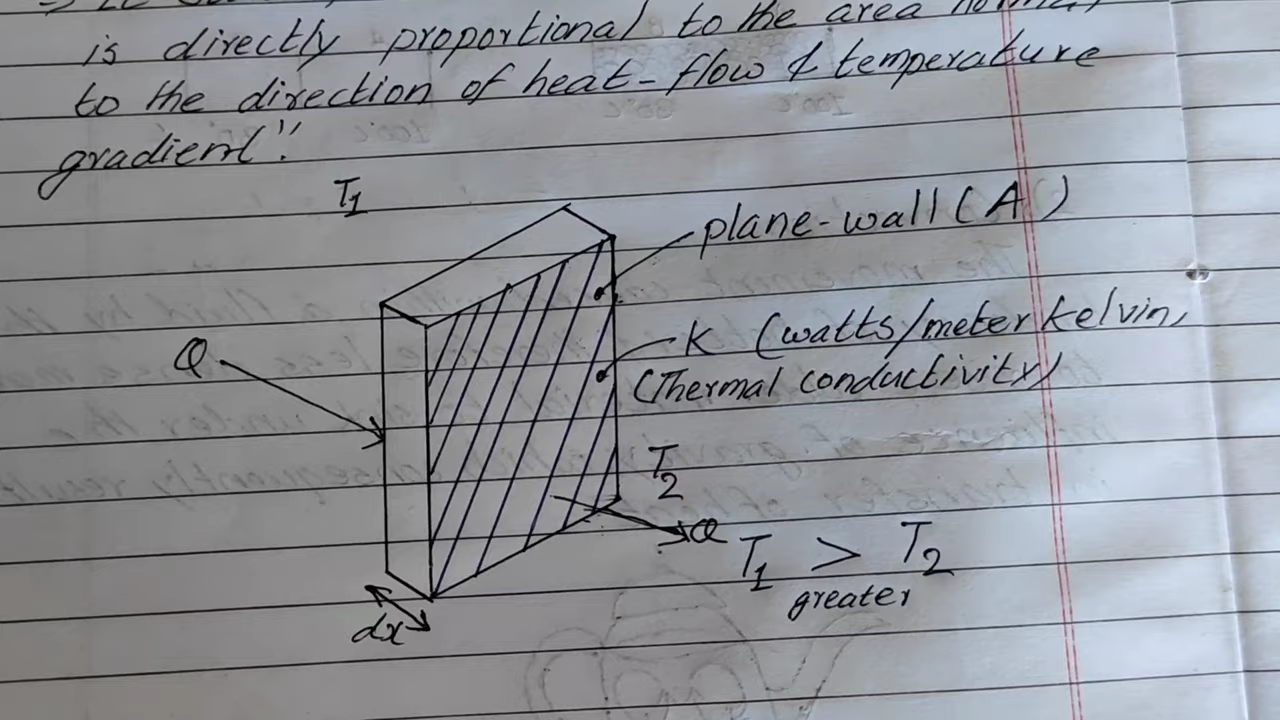 is directly proportional to the area
to the direction of heat-flow & temperature
gradient".
T1
plane-wall (A)
Q
K (watts/meter kelvin,
(Thermal conductivity)
T2
Q
T1 > T2
greater
dx